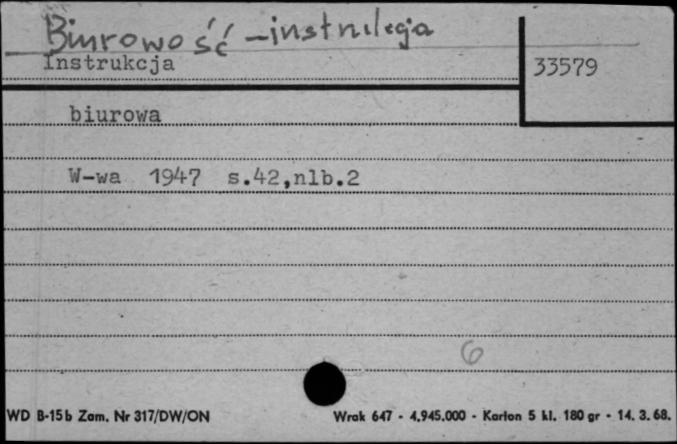 Biurowość - instrukcja
Instrukcja
33579
biurowa
W-wa 1947 s.42,nlb.2
6
WD B-15b Zam. Nr 317/DW/ON
Wrak 647 - 4.945.000 - Karton 5 kl. 180 gr - 14. 3. 68.